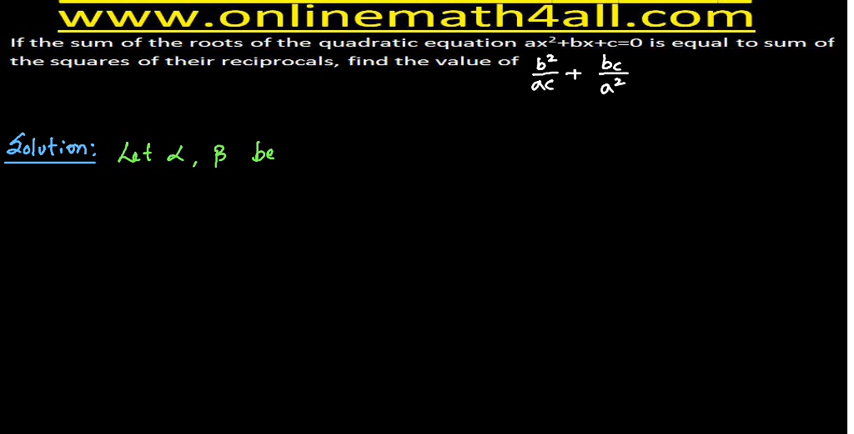 www.onlinemath4all.com
If the sum of the roots of the quadratic equation ax²+bx+c=0 is equal to sum of
the squares of their reciprocals, find the value of b²/ac + bc/a²
Solution: Let α, β be